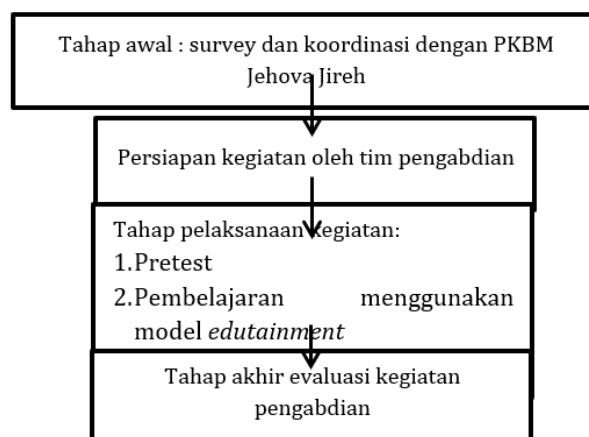 Tahap awal : survey dan koordinasi dengan PKBM
Jehova Jireh
Persiapan kegiatan oleh tim pengabdian
Tahap pelaksanaan kegiatan:
1.Pretest
2.Pembelajaran menggunakan
model edutainment
Tahap akhir evaluasi kegiatan
pengabdian